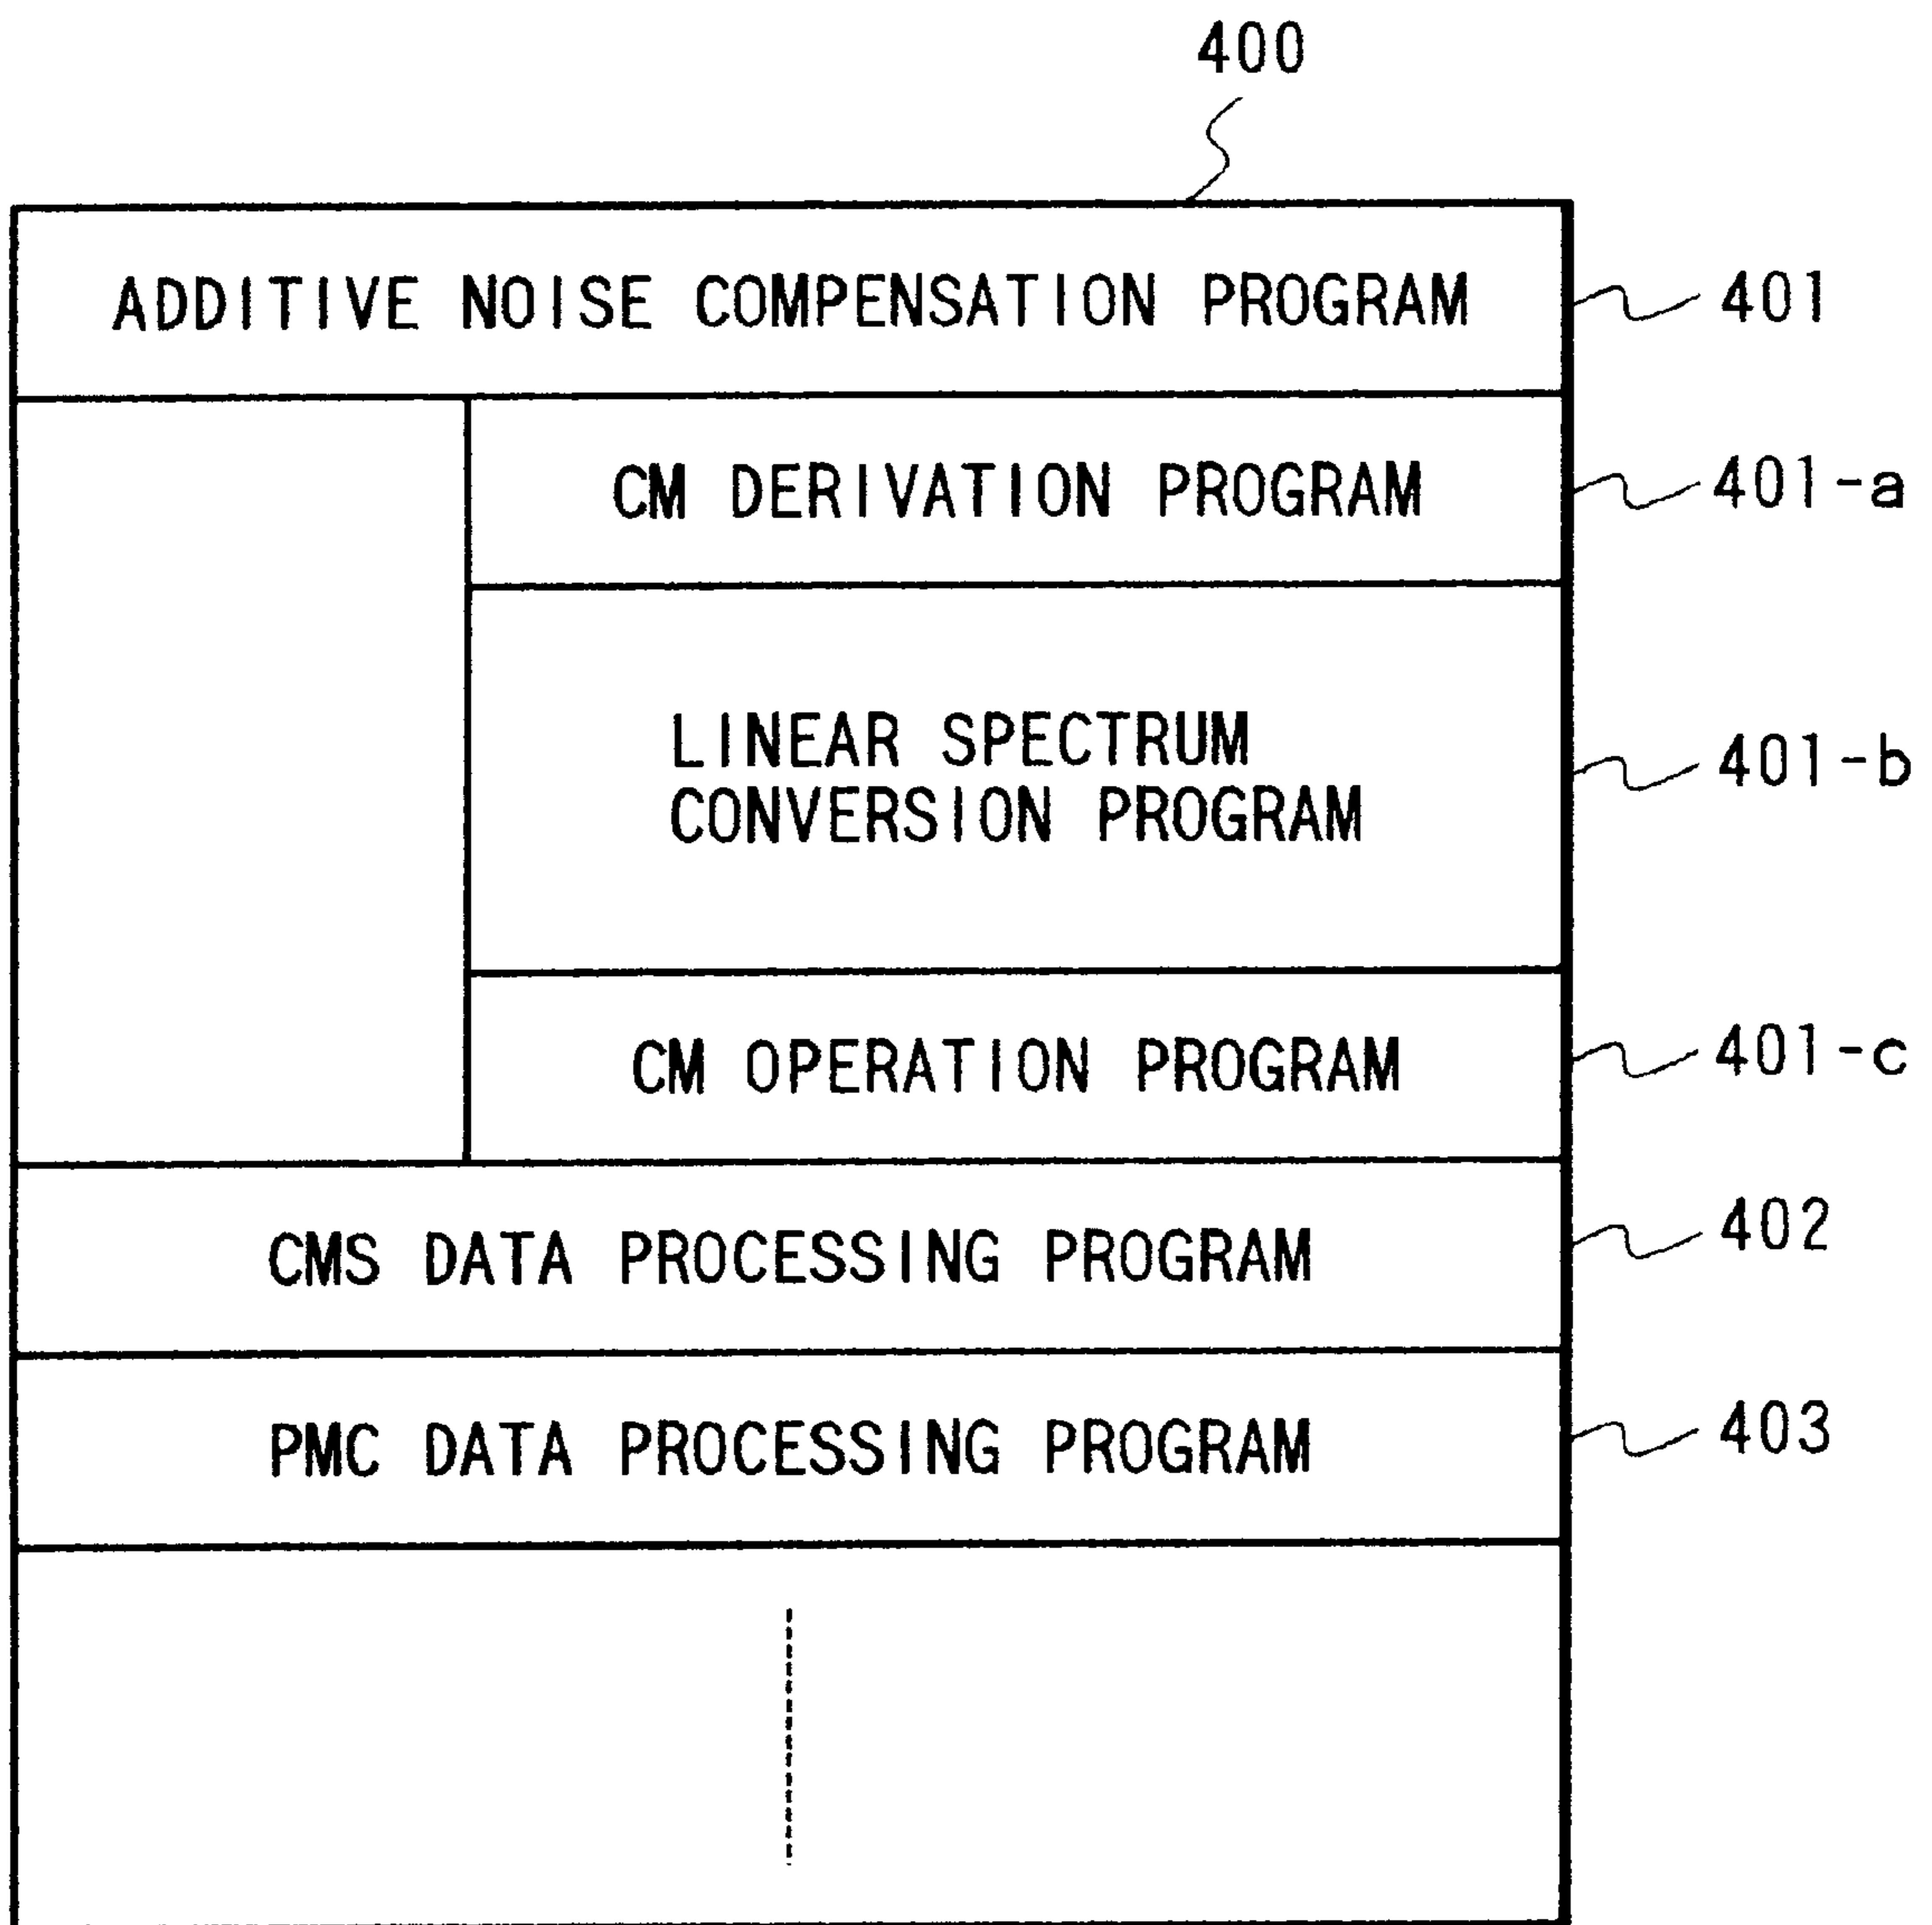 400
ADDITIVE NOISE COMPENSATION PROGRAM
401
CM DERIVATION PROGRAM
401-a
LINEAR SPECTRUM
CONVERSION PROGRAM
401-b
CM OPERATION PROGRAM
401-c
CMS DATA PROCESSING PROGRAM
402
PMC DATA PROCESSING PROGRAM
403